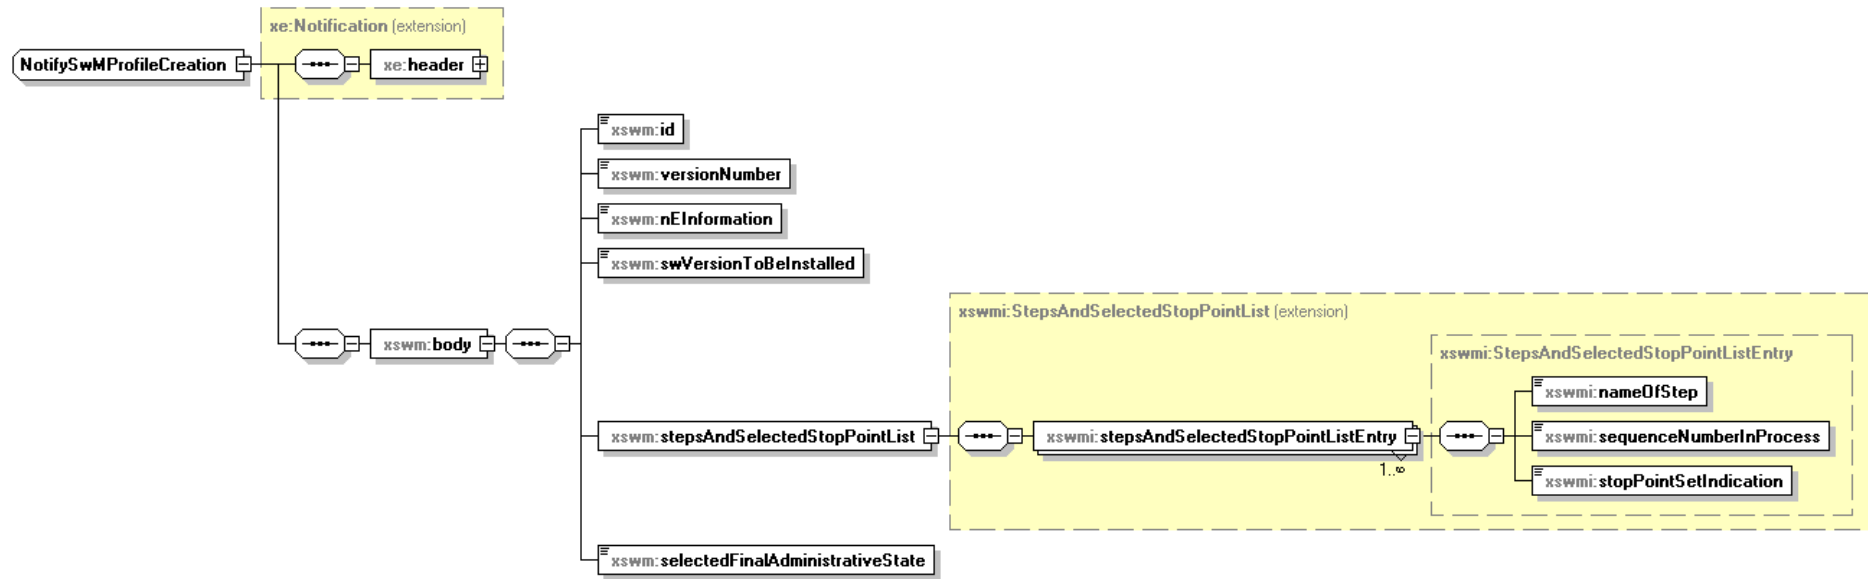 xe:Notification (extension)
NotifySwMProfileCreation
xe:header
xswm:id
xswm:versionNumber
xswm:nEInformation
xswm:swVersionToBeInstalled
xswmi:StepsAndSelectedStopPointList (extension)
xswm:body
xswmi:StepsAndSelectedStopPointListEntry
xswmi:nameOfStep
xswm:stepsAndSelectedStopPointList
xswmi:stepsAndSelectedStopPointListEntry
xswmi:sequenceNumberInProcess
1..∞
xswmi:stopPointSetIndication
xswm:selectedFinalAdministrativeState